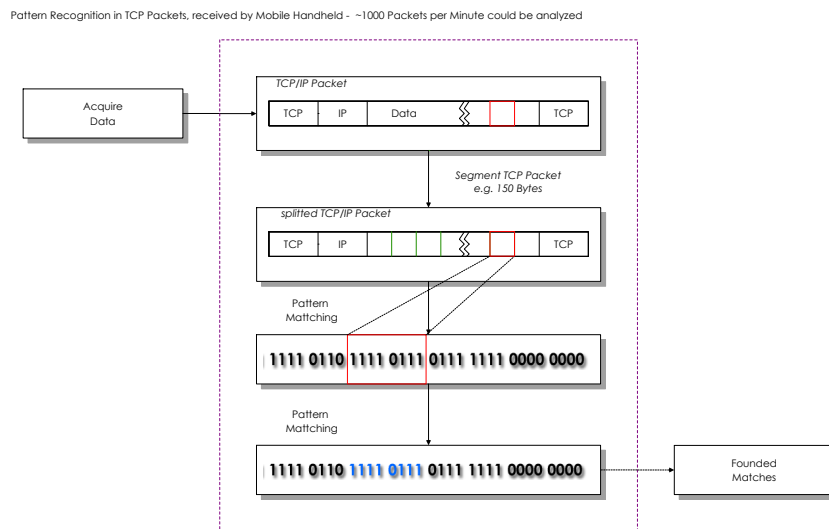 Pattern Recognition in TCP Packets, received by Mobile Handheld - ~1000 Packets per Minute could be analyzed
TCP/IP Packet
Acquire
Data
TCP IP Data TCP
Segment TCP Packet
e.g. 150 Bytes
splitted TCP/IP Packet
TCP IP TCP
Pattern
Mattching
1111 0110 1111 0111 0111 1111 0000 0000
Pattern
Mattching
1111 0110 1111 0111 0111 1111 0000 0000
Founded
Matches